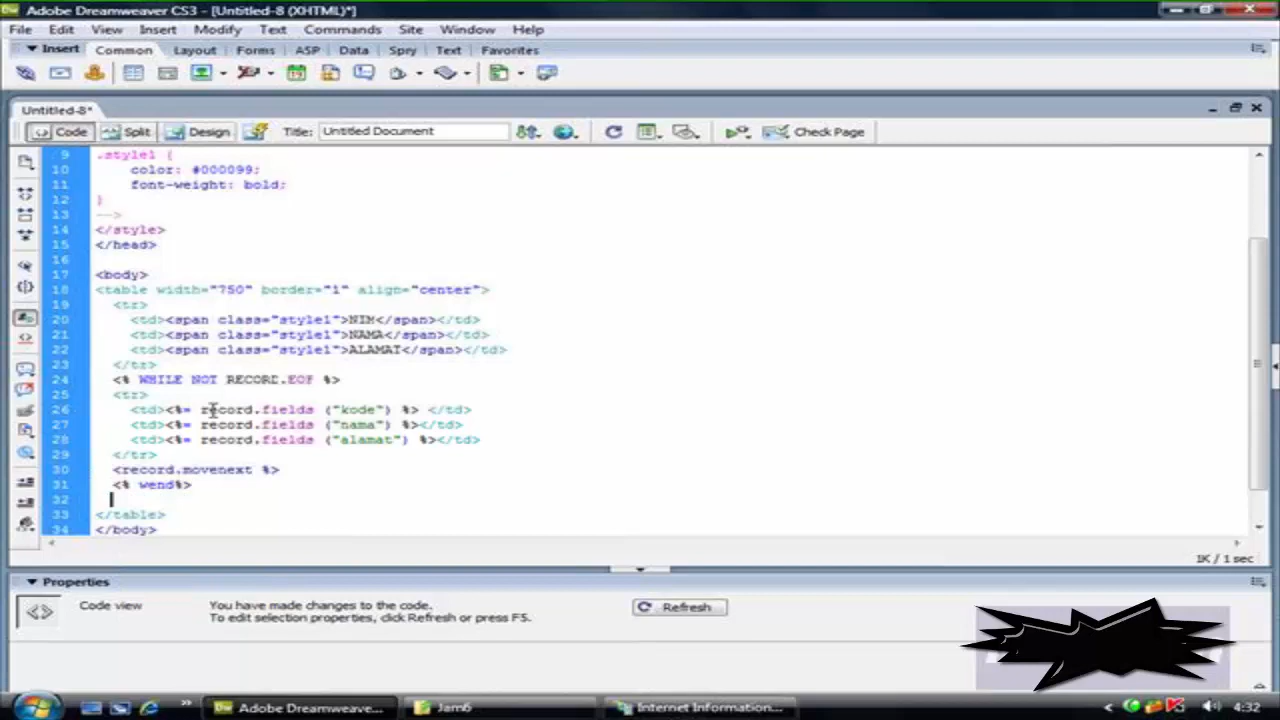 Adobe Dreamweaver CS3 - [Untitled-8 (XHTML)*]
File Edit View Insert Modify Text Commands Site Window Help
Insert Common Layout Forms ASP Data Spry Text Favorites
Untitled-8*
Code Split Design Title: Untitled Document Check Page
9 .style1 {
10 color: #000099;
11 font-weight: bold;
12 }
13 -->
14 </style>
15 </head>
16
17 <body>
18 <table width="750" border="1" align="center">
19 <tr>
20 <td><span class="style1">NIM</span></td>
21 <td><span class="style1">NAMA</span></td>
22 <td><span class="style1">ALAMAT</span></td>
23 </tr>
24 <% WHILE NOT RECORD.EOF %>
25 <tr>
26 <td><%= record.fields ("kode") %> </td>
27 <td><%= record.fields ("nama") %></td>
28 <td><%= record.fields ("alamat") %></td>
29 </tr>
30 <record.movenext %>
31 <% wend%>
32
33 </table>
34 </body>
1K / 1 sec
Properties
Code view You have made changes to the code. Refresh
To edit selection properties, click Refresh or press F5.
Adobe Dreamweave... Jam6 Internet Information... 4:32